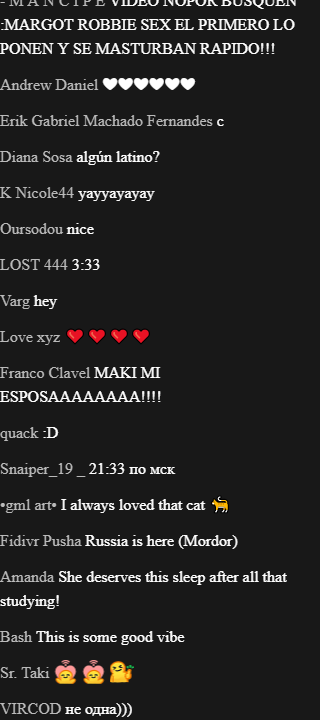 - M A N C Y P E VIDEO NOPOR BUSQUEN
:MARGOT ROBBIE SEX EL PRIMERO LO
PONEN Y SE MASTURBAN RAPIDO!!!
Andrew Daniel 🤍🤍🤍🤍🤍🤍
Erik Gabriel Machado Fernandes c
Diana Sosa algún latino?
K Nicole44 yayyayayay
Oursodou nice
LOST 444 3:33
Varg hey
Love xyz ❤️ ❤️ ❤️ ❤️
Franco Clavel MAKI MI
ESPOSAAAAAAAA!!!!
quack :D
Snaiper_19 _ 21:33 по мск
•gml art• I always loved that cat 🐈
Fidivr Pusha Russia is here (Mordor)
Amanda She deserves this sleep after all that
studying!
Bash This is some good vibe
Sr. Taki
VIRCOD не одна)))